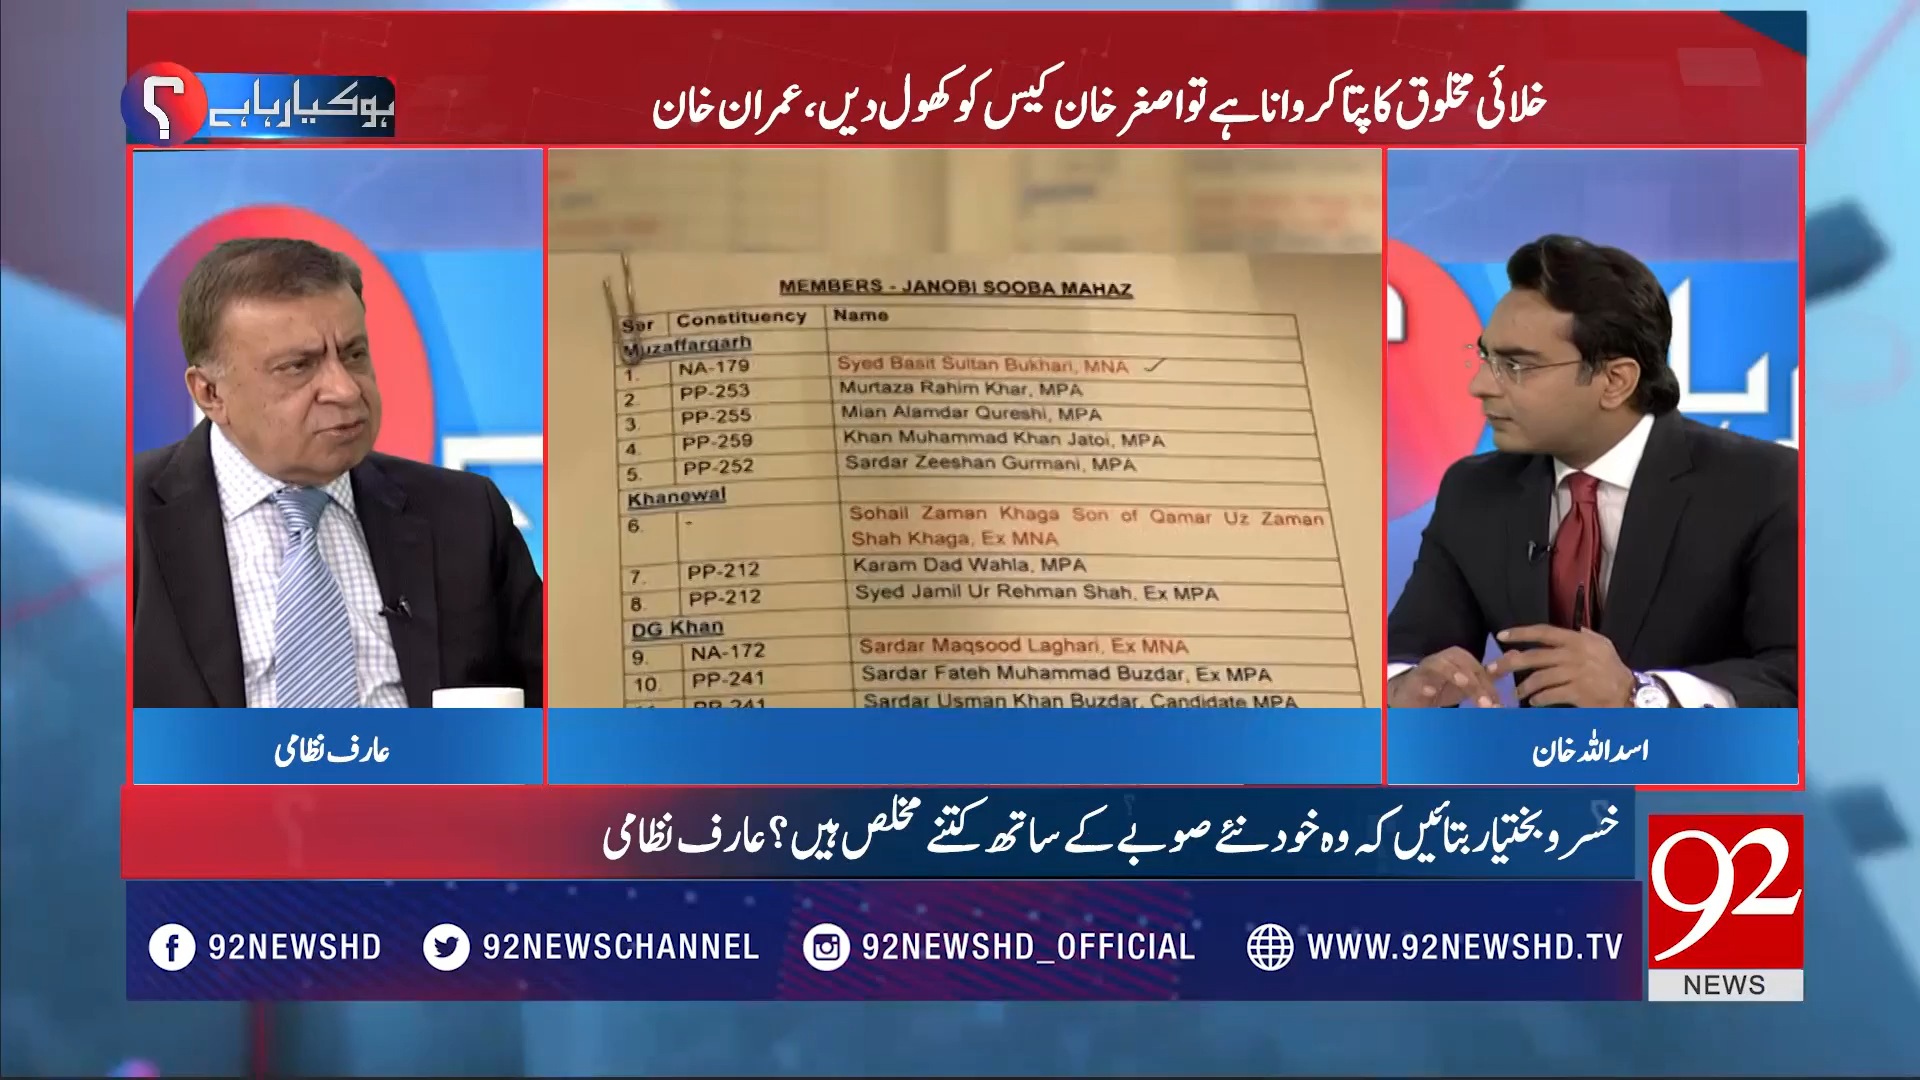 خلائی مخلوق کا پتا کروانا ہے تو اصغر خان کیس کو کھول دیں، عمران خان
ہو کیا رہا ہے؟
MEMBERS - JANOBI SOOBA MAHAZ
Ser Constituency Name
Muzaffargarh
1. NA-179 Syed Basit Sultan Bukhari, MNA
2. PP-253 Murtaza Rahim Khar, MPA
3. PP-255 Mian Alamdar Qureshi, MPA
4. PP-259 Khan Muhammad Khan Jatoi, MPA
5. PP-252 Sardar Zeeshan Gurmani, MPA
Khanewal
6. - Sohail Zaman Khaga Son of Qamar Uz Zaman
Shah Khaga, Ex MNA
7. PP-212 Karam Dad Wahla, MPA
8. PP-212 Syed Jamil Ur Rehman Shah, Ex MPA
DG Khan
9. NA-172 Sardar Maqsood Laghari, Ex MNA
10. PP-241 Sardar Fateh Muhammad Buzdar, Ex MPA
PP-241 Sardar Usman Khan Buzdar, Candidate MPA
عارف نظامی
اسد اللہ خان
خسرو بختیار بتائیں کہ وہ خود نئے صوبے کے ساتھ کتنے مخلص ہیں؟ عارف نظامی
92NEWSHD 92NEWSCHANNEL 92NEWSHD_OFFICIAL WWW.92NEWSHD.TV
92
NEWS